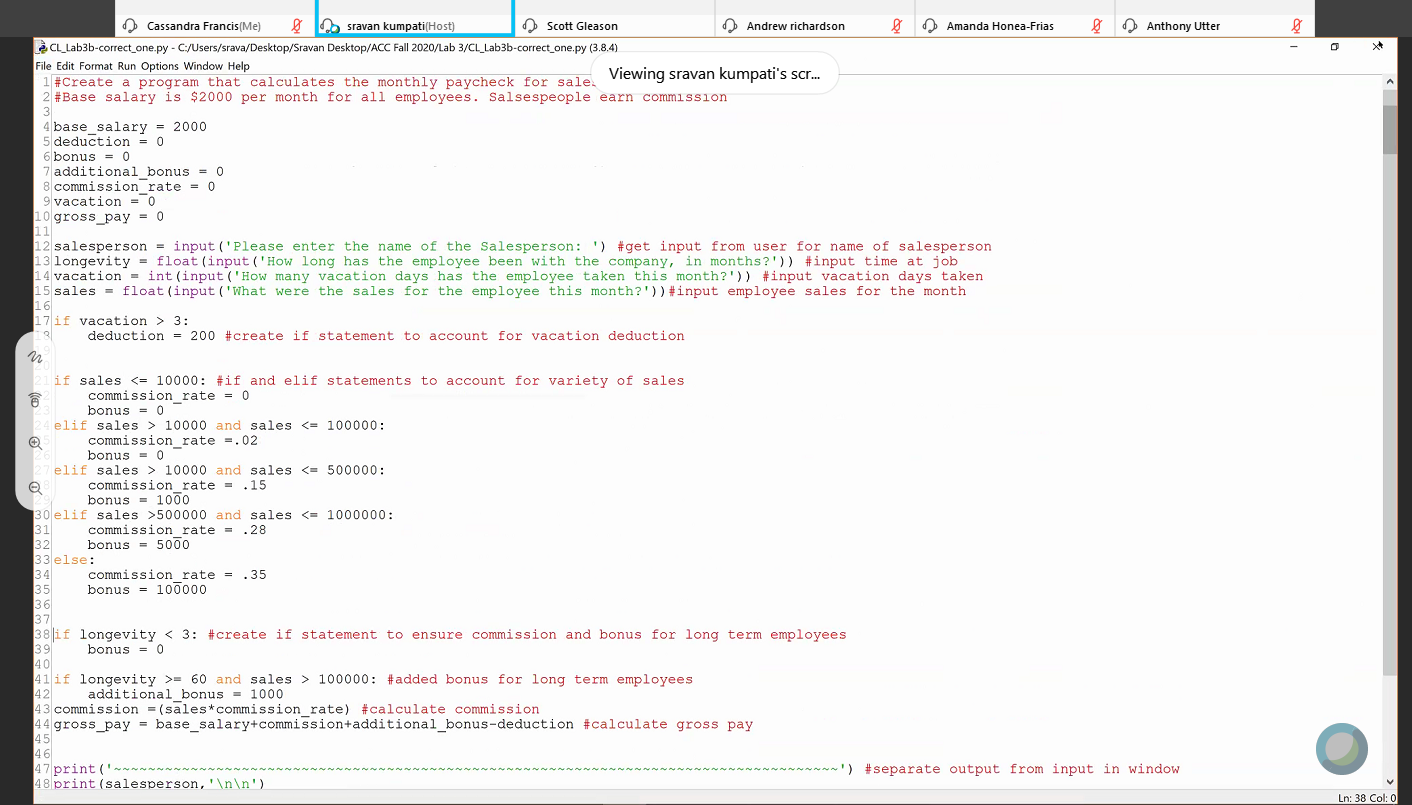 Cassandra Francis(Me)
sravan kumpati(Host)
Scott Gleason
Andrew richardson
Amanda Honea-Frias
Anthony Utter
CL_Lab3b-correct_one.py - C:/Users/srava/Desktop/Sravan Desktop/ACC Fall 2020/Lab 3/CL_Lab3b-correct_one.py (3.8.4)
File Edit Format Run Options Window Help
Viewing sravan kumpati's scr...
1 #Create a program that calculates the monthly paycheck for sales
2 #Base salary is $2000 per month for all employees. Salsespeople earn commission
3
4 base_salary = 2000
5 deduction = 0
6 bonus = 0
7 additional_bonus = 0
8 commission_rate = 0
9 vacation = 0
10 gross_pay = 0
11
12 salesperson = input('Please enter the name of the Salesperson: ') #get input from user for name of salesperson
13 longevity = float(input('How long has the employee been with the company, in months?')) #input time at job
14 vacation = int(input('How many vacation days has the employee taken this month?')) #input vacation days taken
15 sales = float(input('What were the sales for the employee this month?'))#input employee sales for the month
16
17 if vacation > 3:
18 deduction = 200 #create if statement to account for vacation deduction
19
20
21 if sales <= 10000: #if and elif statements to account for variety of sales
22 commission_rate = 0
23 bonus = 0
24 elif sales > 10000 and sales <= 100000:
25 commission_rate =.02
26 bonus = 0
27 elif sales > 10000 and sales <= 500000:
28 commission_rate = .15
29 bonus = 1000
30 elif sales >500000 and sales <= 1000000:
31 commission_rate = .28
32 bonus = 5000
33 else:
34 commission_rate = .35
35 bonus = 100000
36
37
38 if longevity < 3: #create if statement to ensure commission and bonus for long term employees
39 bonus = 0
40
41 if longevity >= 60 and sales > 100000: #added bonus for long term employees
42 additional_bonus = 1000
43 commission =(sales*commission_rate) #calculate commission
44 gross_pay = base_salary+commission+additional_bonus-deduction #calculate gross pay
45
46
47 print('~~~~~~~~~~~~~~~~~~~~~~~~~~~~~~~~~~~~~~~~~~~~~~~~~~~~~~~~~~~~~~~~~~~~~~~~~~~~~~~~~~~~~') #separate output from input in window
48 print(salesperson,'\n\n')
Ln: 38 Col: 0